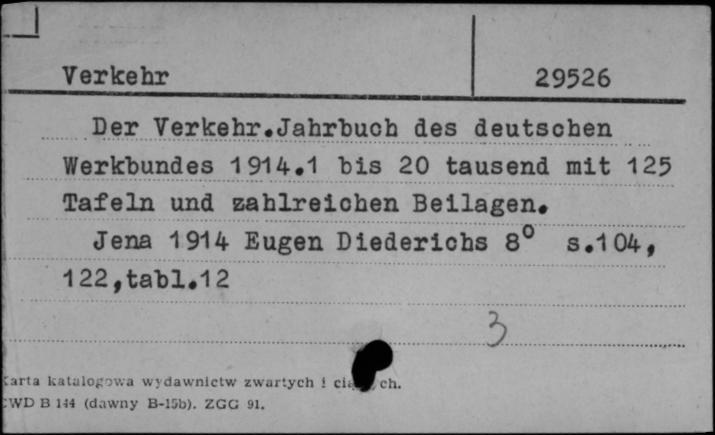 Verkehr 29526
Der Verkehr.Jahrbuch des deutschen
Werkbundes 1914.1 bis 20 tausend mit 125
Tafeln und zahlreichen Beilagen.
Jena 1914 Eugen Diederichs 8° s.104,
122,tabl.12
3
Karta katalogowa wydawnictw zwartych i ch.
WD B 144 (dawny B-15b). ZGG 91.